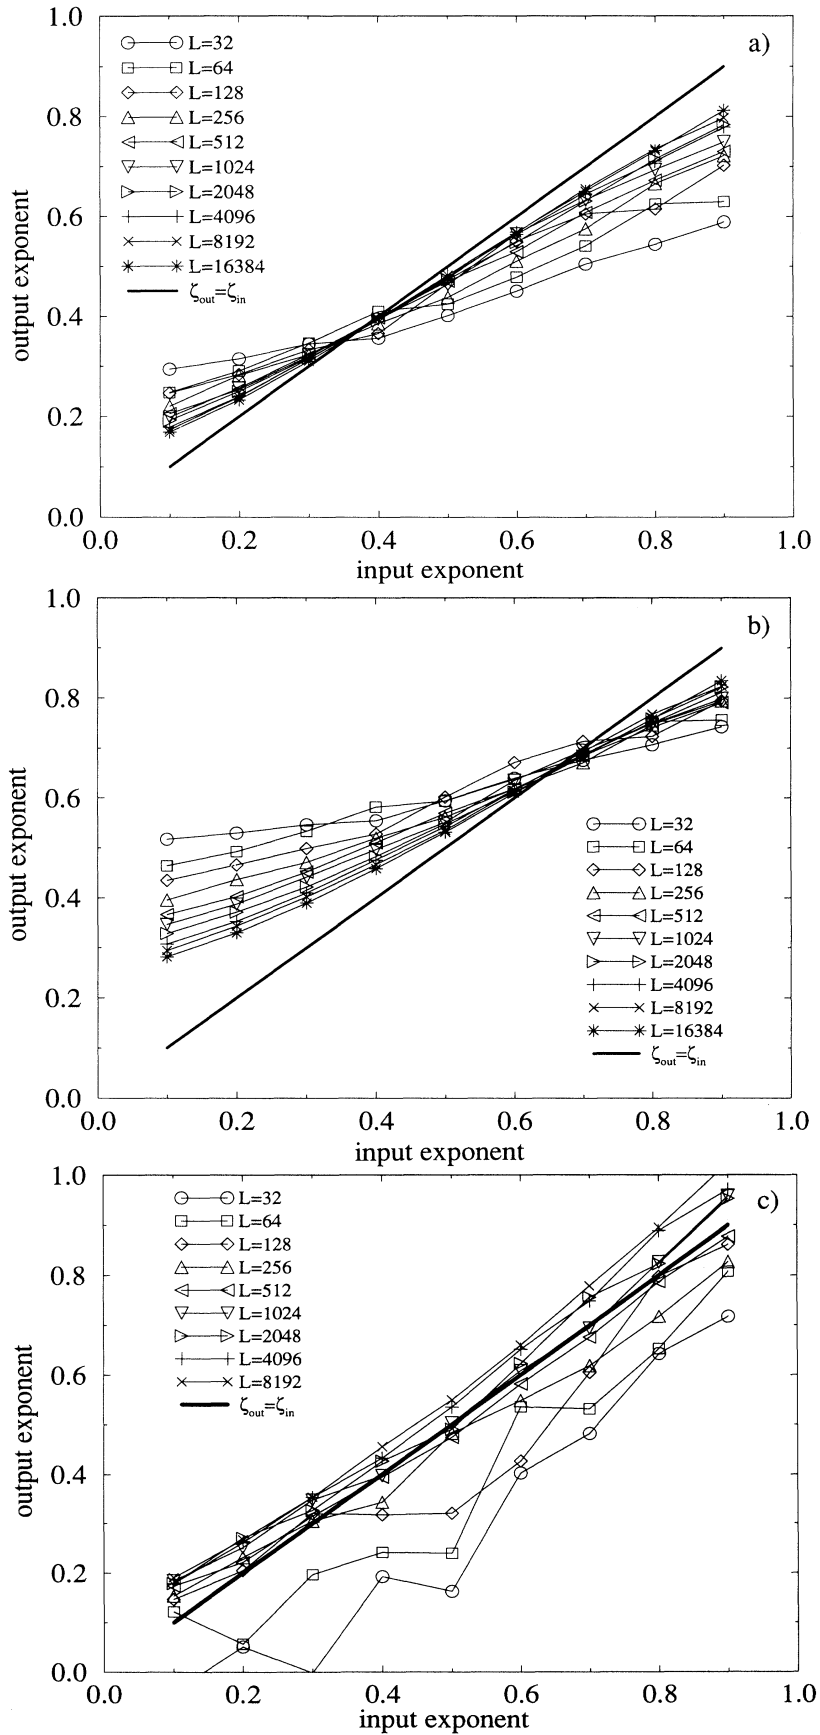 a)
1.0
0.8
0.6
0.4
0.2
0.0
output exponent
L=32
L=64
L=128
L=256
L=512
L=1024
L=2048
L=4096
L=8192
L=16384
ζout=ζin
0.0 0.2 0.4 0.6 0.8 1.0
input exponent
b)
1.0
0.8
0.6
0.4
0.2
0.0
output exponent
L=32
L=64
L=128
L=256
L=512
L=1024
L=2048
L=4096
L=8192
L=16384
ζout=ζin
0.0 0.2 0.4 0.6 0.8 1.0
input exponent
c)
1.0
0.8
0.6
0.4
0.2
0.0
output exponent
L=32
L=64
L=128
L=256
L=512
L=1024
L=2048
L=4096
L=8192
ζout=ζin
0.0 0.2 0.4 0.6 0.8 1.0
input exponent